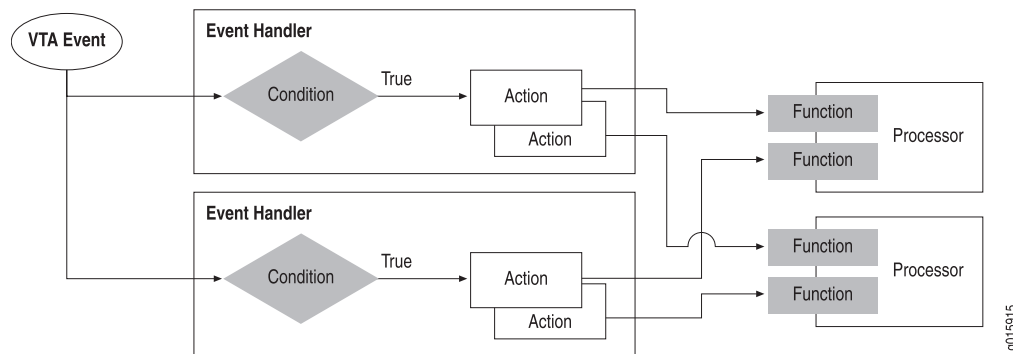 VTA Event
Event Handler
Condition
True
Action
Action
Function
Function
Processor
Event Handler
Condition
True
Action
Action
Function
Function
Processor
g015915